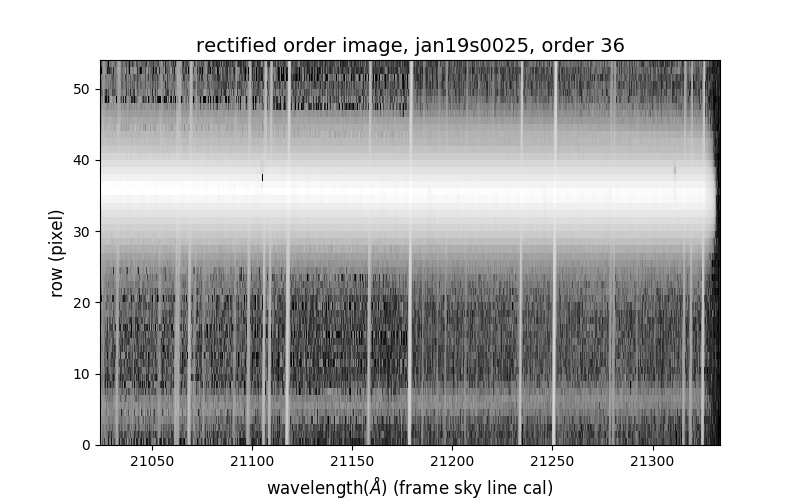 rectified order image, jan19s0025, order 36
row (pixel)
50
40
30
20
10
0
21050 21100 21150 21200 21250 21300
wavelength(Å) (frame sky line cal)